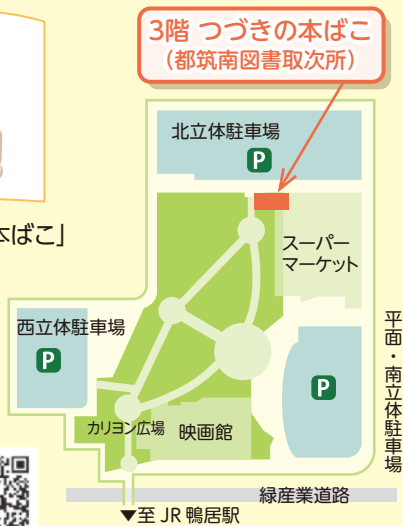 3階 つづきの本ばこ
(都筑南図書取次所)
北立体駐車場
P
本ばこ」
スーパー
マーケット
西立体駐車場
P
P
平面・南立体駐車場
カリヨン広場
映画館
緑産業道路
▼至 JR 鴨居駅